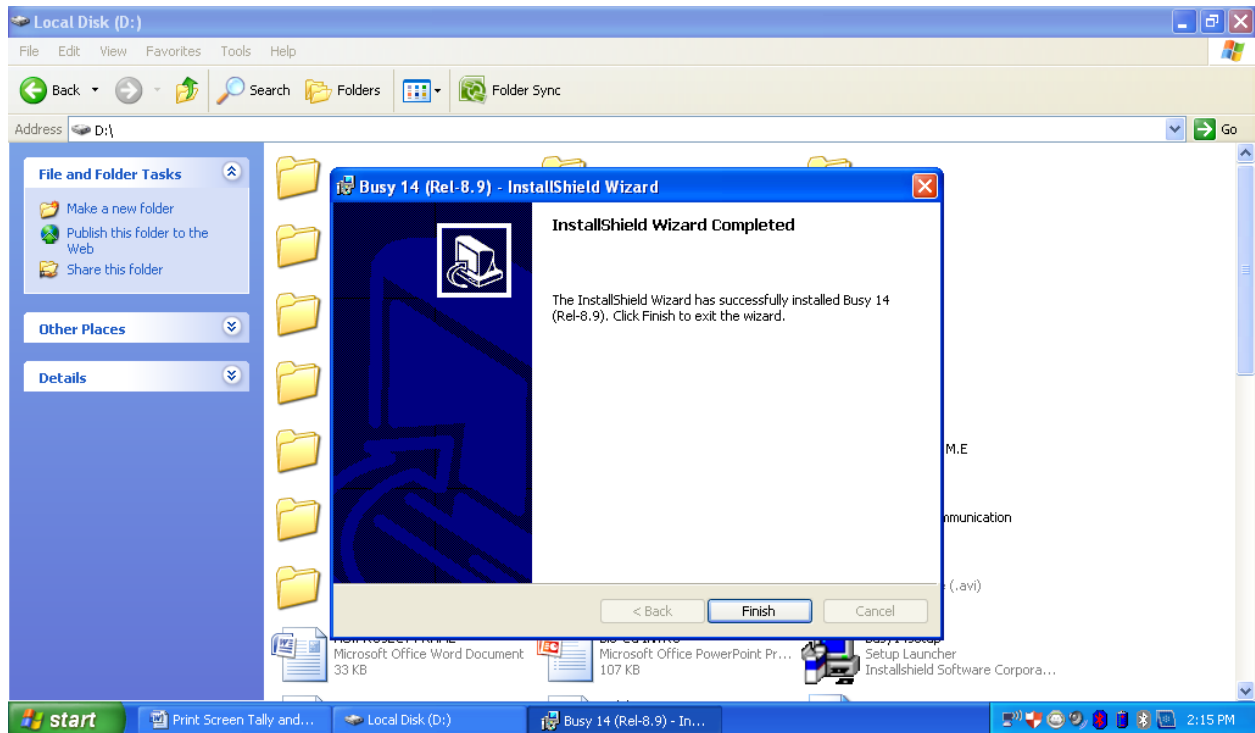 Local Disk (D:)
File Edit View Favorites Tools Help
Back Search Folders Folder Sync
Address D:\ Go
File and Folder Tasks
Make a new folder
Publish this folder to the
Web
Share this folder
Other Places
Details
Busy 14 (Rel-8.9) - InstallShield Wizard
InstallShield Wizard Completed
The InstallShield Wizard has successfully installed Busy 14
(Rel-8.9). Click Finish to exit the wizard.
< Back Finish Cancel
M.E
(.avi)
Microsoft Office Word Document
33 KB
Microsoft Office PowerPoint Pr...
107 KB
Setup Launcher
Installshield Software Corpora...
start Print Screen Tally and... Local Disk (D:) Busy 14 (Rel-8.9) - In... 2:15 PM